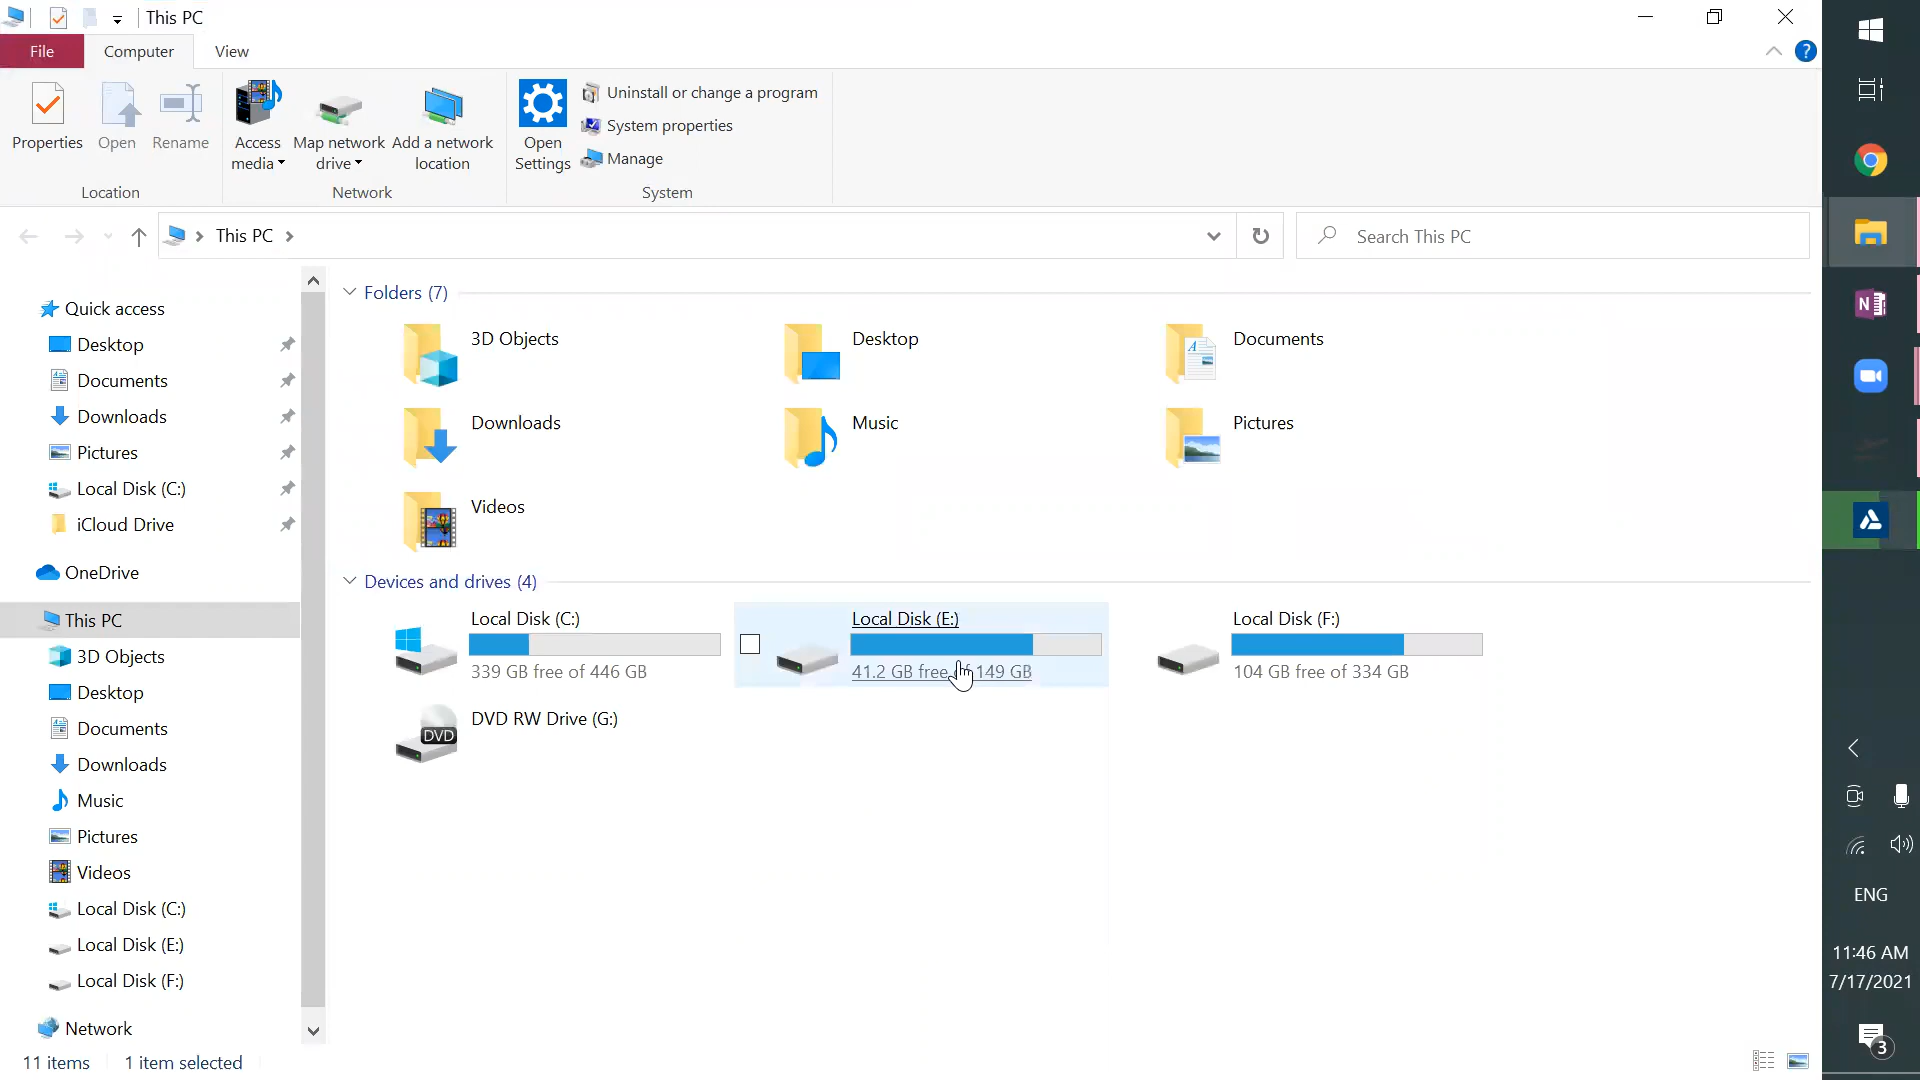 This PC
File
Computer
View
Properties
Open
Rename
Access media
Map network drive
Add a network location
Open Settings
Uninstall or change a program
System properties
Manage
Location
Network
System
This PC
Search This PC
Quick access
Desktop
Documents
Downloads
Pictures
Local Disk (C:)
iCloud Drive
OneDrive
This PC
3D Objects
Desktop
Documents
Downloads
Music
Pictures
Videos
Local Disk (C:)
Local Disk (E:)
Local Disk (F:)
Network
Folders (7)
3D Objects
Desktop
Documents
Downloads
Music
Pictures
Videos
Devices and drives (4)
Local Disk (C:)
339 GB free of 446 GB
Local Disk (E:)
41.2 GB free of 149 GB
Local Disk (F:)
104 GB free of 334 GB
DVD
DVD RW Drive (G:)
11 items
1 item selected
N
ENG
11:46 AM
7/17/2021
3